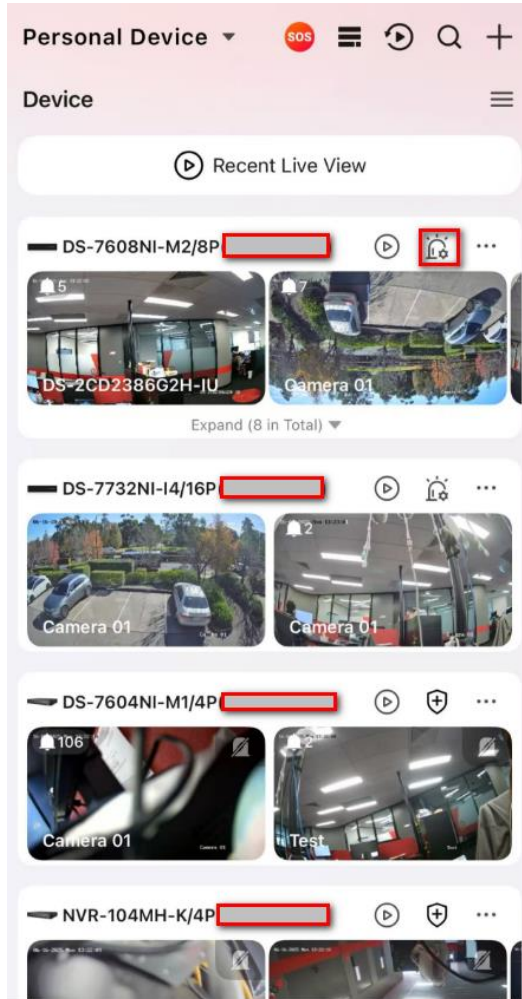 Personal Device
SOS
Device
Recent Live View
DS-7608NI-M2/8P(
5
7
DS-2CD2386G2H-IU
Camera 01
Expand (8 in Total)
DS-7732NI-I4/16P(
2
Camera 01
Camera 01
DS-7604NI-M1/4P(
106
2
Camera 01
Test
NVR-104MH-K/4P